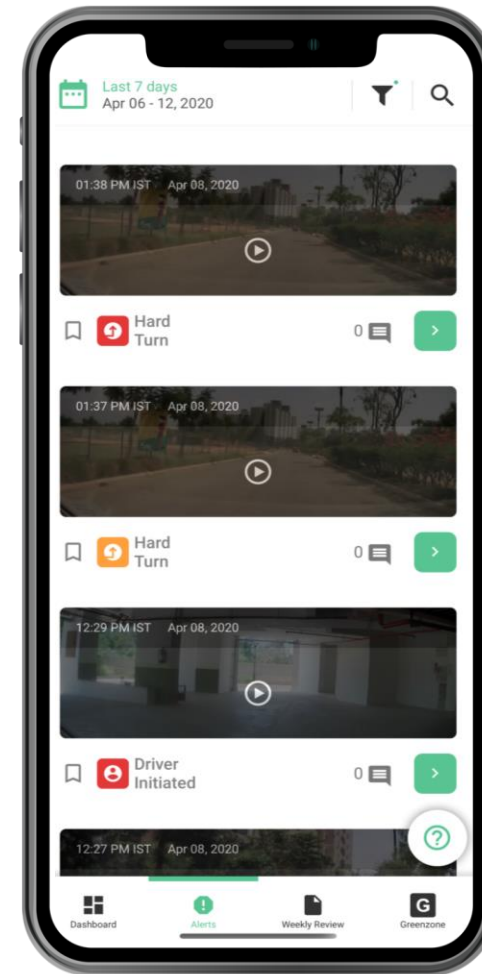 Last 7 days
Apr 06 - 12, 2020
01:38 PM IST Apr 08, 2020
Hard
Turn
0
01:37 PM IST Apr 08, 2020
Hard
Turn
0
12:29 PM IST Apr 08, 2020
Driver
Initiated
0
12:27 PM IST Apr 08, 2020
Dashboard
Alerts
Weekly Review
G
Greenzone